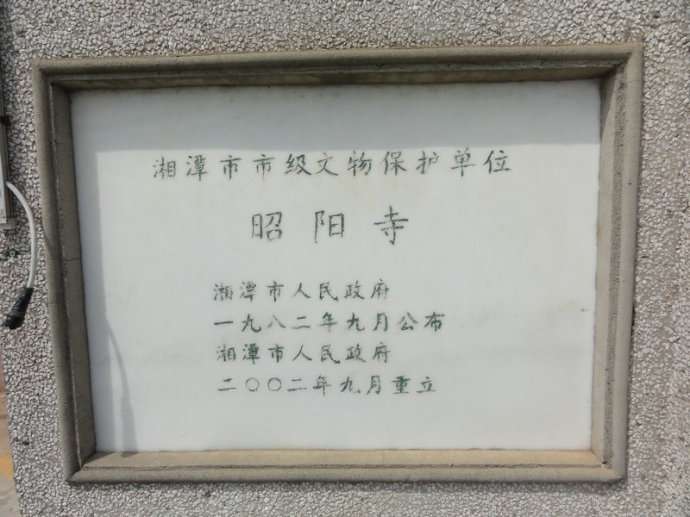 湘潭市市级文物保护单位
昭阳寺
湘潭市人民政府
一九八二年九月公布
湘潭市人民政府
二〇〇二年九月重立